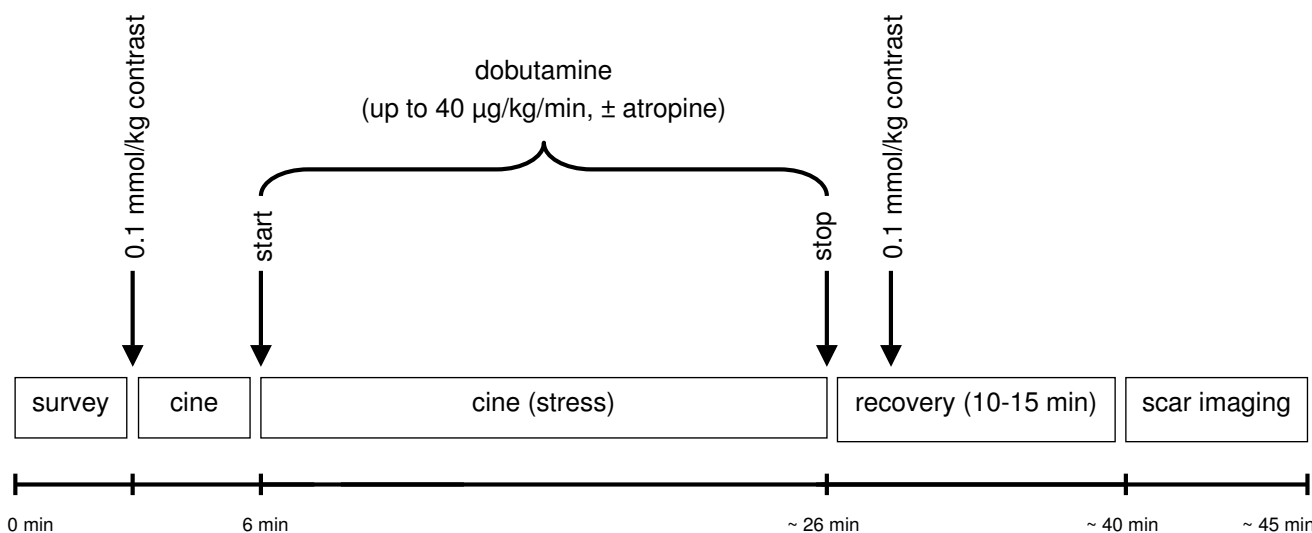 0.1 mmol/kg contrast
dobutamine
(up to 40 µg/kg/min, ± atropine)
0.1 mmol/kg contrast
start
stop
survey
cine
cine (stress)
recovery (10-15 min)
scar imaging
0 min
6 min
~ 26 min
~ 40 min
~ 45 min